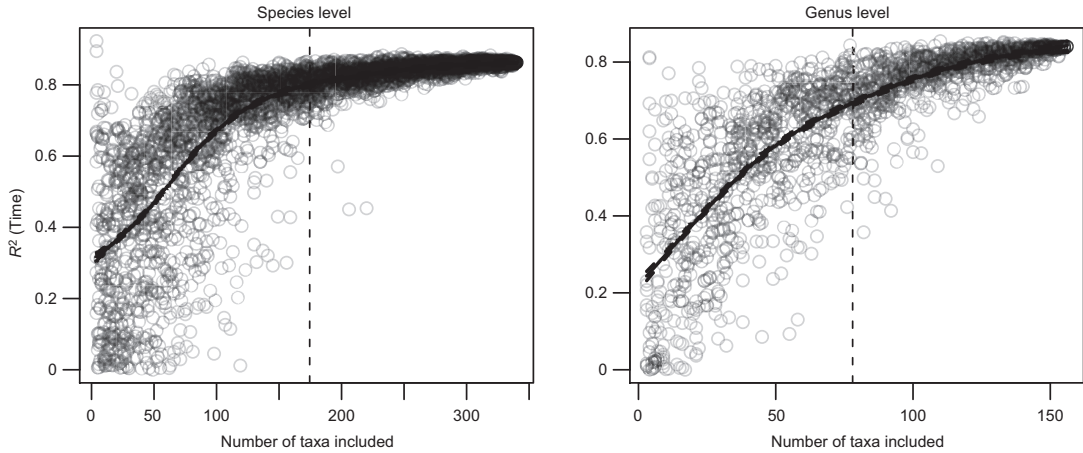 Species level
R² (Time)
0.8
0.6
0.4
0.2
0
0 50 100 200 300
Number of taxa included
Genus level
0.8
0.6
0.4
0.2
0
0 50 100 150
Number of taxa included